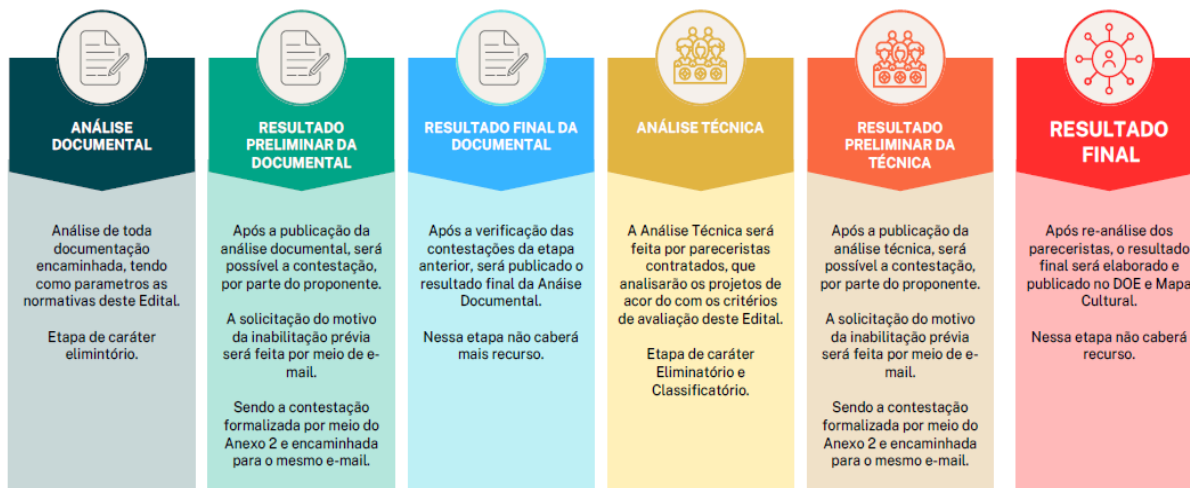 ANÁLISE
DOCUMENTAL
Análise de toda
documentação
encaminhada, tendo
como parametros as
normativas deste Edital.
Etapa de caráter
elimintório.
RESULTADO
PRELIMINAR DA
DOCUMENTAL
Após a publicação da
análise documental, será
possível a contestação,
por parte do proponente.
A solicitação do motivo
da inabilitação prévia
será feita por meio de e-
mail.
Sendo a contestação
formalizada por meio do
Anexo 2 e encaminhada
para o mesmo e-mail.
RESULTADO FINAL DA
DOCUMENTAL
Após a verificação das
contestações da etapa
anterior, será publicado o
resultado final da Anáise
Documental.
Nessa etapa não caberá
mais recurso.
ANÁLISE TÉCNICA
A Análise Técnica será
feita por pareceristas
contratados, que
analisarão os projetos de
acor do com os critérios
de avaliação deste Edital.
Etapa de caráter
Eliminatório e
Classificatório.
RESULTADO
PRELIMINAR DA
TÉCNICA
Após a publicação da
análise técnica, será
possível a contestação,
por parte do proponente.
A solicitação do motivo
da inabilitação prévia
será feita por meio de e-
mail.
Sendo a contestação
formalizada por meio do
Anexo 2 e encaminhada
para o mesmo e-mail.
RESULTADO
FINAL
Após re-análise dos
pareceristas, o resultado
final será elaborado e
publicado no DOE e Mapa
Cultural.
Nessa etapa não caberá
recurso.